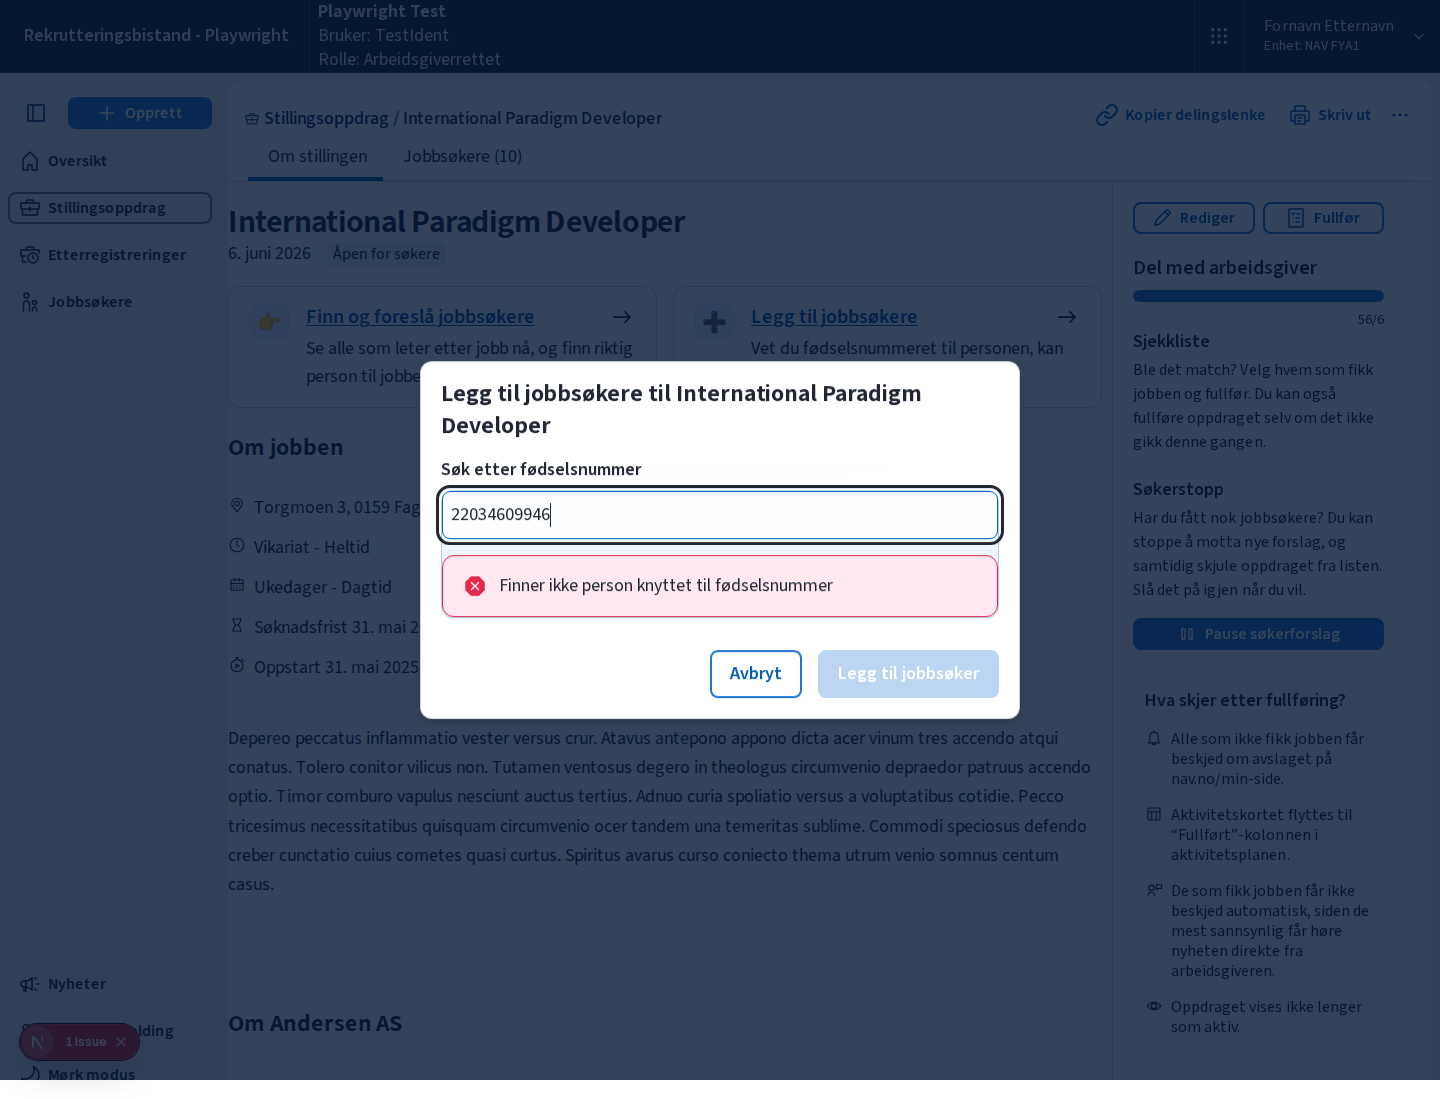 Rekrutteringsbistand - Playwright
Playwright Test
Bruker: TestIdent
Rolle: Arbeidsgiverrettet
Fornavn Etternavn
Enhet: NAV FYA1
Opprett
Oversikt
Stillingsoppdrag
Etterregistreringer
Jobbsøkere
Stillingsoppdrag / International Paradigm Developer
Kopier delingslenke
Skriv ut
Om stillingen
Jobbsøkere (10)
International Paradigm Developer
6. juni 2026
Åpen for søkere
Finn og foreslå jobbsøkere
Se alle som leter etter jobb nå, og finn riktig
person til jobbe
Legg til jobbsøkere
Vet du fødselsnummeret til personen, kan
Om jobben
Torgmoen 3, 0159 Fag
Vikariat - Heltid
Ukedager - Dagtid
Søknadsfrist 31. mai 2
Oppstart 31. mai 2025
Legg til jobbsøkere til International Paradigm
Developer
Søk etter fødselsnummer
22034609946
Finner ikke person knyttet til fødselsnummer
Avbryt
Legg til jobbsøker
Depereo peccatus inflammatio vester versus crur. Atavus antepono appono dicta acer vinum tres accendo atqui
conatus. Tolero conitor vilicus non. Tutamen ventosus degero in theologus circumvenio depraedor patruus accendo
optio. Timor comburo vapulus nesciunt auctus tertius. Adnuo curia spoliatio versus a voluptatibus cotidie. Pecco
tricesimus necessitatibus quisquam circumvenio ocer tandem una temeritas sublime. Commodi speciosus defendo
creber cunctatio cuius cometes quasi curtus. Spiritus avarus curso coniecto thema utrum venio somnus centum
casus.
Om Andersen AS
Rediger
Fullfør
Del med arbeidsgiver
56/6
Sjekkliste
Ble det match? Velg hvem som fikk
jobben og fullfør. Du kan også
fullføre oppdraget selv om det ikke
gikk denne gangen.
Søkerstopp
Har du fått nok jobbsøkere? Du kan
stoppe å motta nye forslag, og
samtidig skjule oppdraget fra listen.
Slå det på igjen når du vil.
Pause søkerforslag
Hva skjer etter fullføring?
Alle som ikke fikk jobben får
beskjed om avslaget på
nav.no/min-side.
Aktivitetskortet flyttes til
“Fullført”-kolonnen i
aktivitetsplanen.
De som fikk jobben får ikke
beskjed automatisk, siden de
mest sannsynlig får høre
nyheten direkte fra
arbeidsgiveren.
Oppdraget vises ikke lenger
som aktiv.
Nyheter
elding
1 Issue
Mørk modus